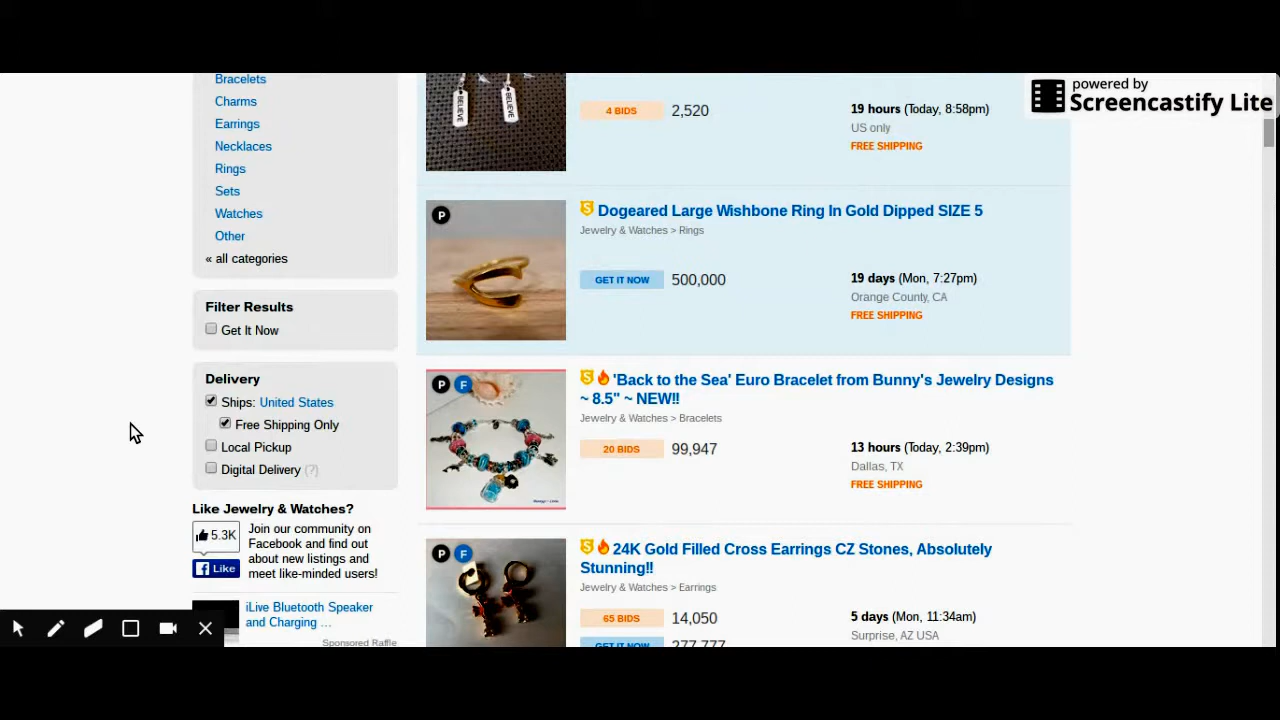 powered by
Screencastify Lite
Bracelets
Charms
Earrings
Necklaces
Rings
Sets
Watches
Other
« all categories
Filter Results
Get It Now
Delivery
Ships: United States
Free Shipping Only
Local Pickup
Digital Delivery (?)
Like Jewelry & Watches?
5.3K
Like
Join our community on
Facebook and find out
about new listings and
meet like-minded users!
iLive Bluetooth Speaker
and Charging ...
Sponsored Raffle
BELIEVE
BELIEVE
4 BIDS
2,520
19 hours (Today, 8:58pm)
US only
FREE SHIPPING
P
Dogeared Large Wishbone Ring In Gold Dipped SIZE 5
Jewelry & Watches > Rings
GET IT NOW
500,000
19 days (Mon, 7:27pm)
Orange County, CA
FREE SHIPPING
P F
'Back to the Sea' Euro Bracelet from Bunny's Jewelry Designs
~ 8.5" ~ NEW!!
Jewelry & Watches > Bracelets
20 BIDS
99,947
13 hours (Today, 2:39pm)
Dallas, TX
FREE SHIPPING
P F
24K Gold Filled Cross Earrings CZ Stones, Absolutely
Stunning!!
Jewelry & Watches > Earrings
65 BIDS
14,050
5 days (Mon, 11:34am)
Surprise, AZ USA
GET IT NOW
277,777